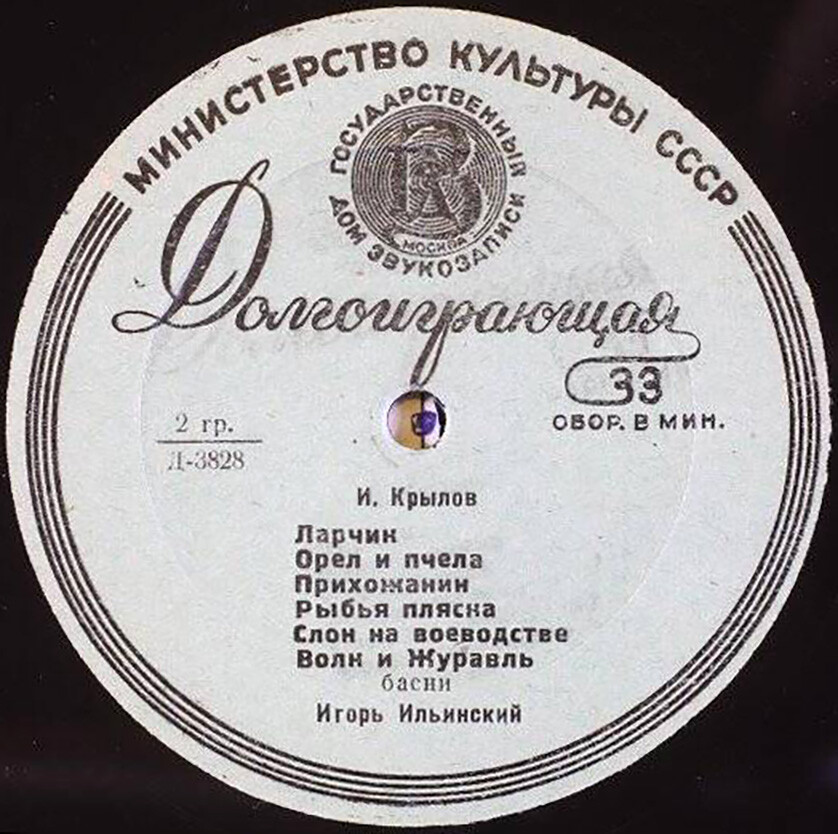 МИНИСТЕРСТВО КУЛЬТУРЫ СССР
ГОСУДАРСТВЕННЫЙ
ДОМ ЗВУКОЗАПИСИ
МОСКВА
Долгоиграющая
33
ОБОР. В МИН.
2 гр.
Д-3828
И. Крылов
Ларчик
Орел и пчела
Прихожанин
Рыбья пляска
Слон на воеводстве
Волк и Журавль
басни
Игорь Ильинский